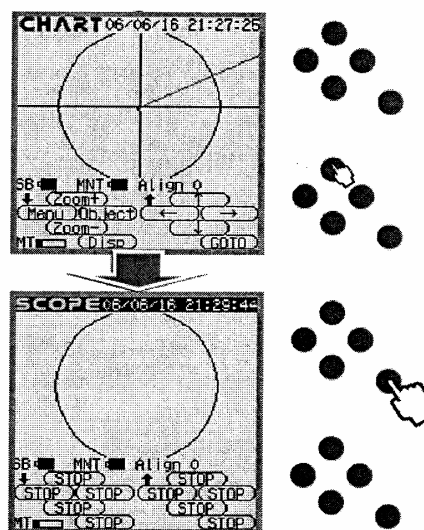 CHART 06/06/16 21:27:25
SB MNT Align 0
Zoom+
Menu Object ← →
Zoom-
MT Disp GOTO
SCOPE 06/06/16 21:29:44
SB MNT Align 0
STOP STOP
STOP STOP STOP STOP
STOP STOP
MT STOP STOP